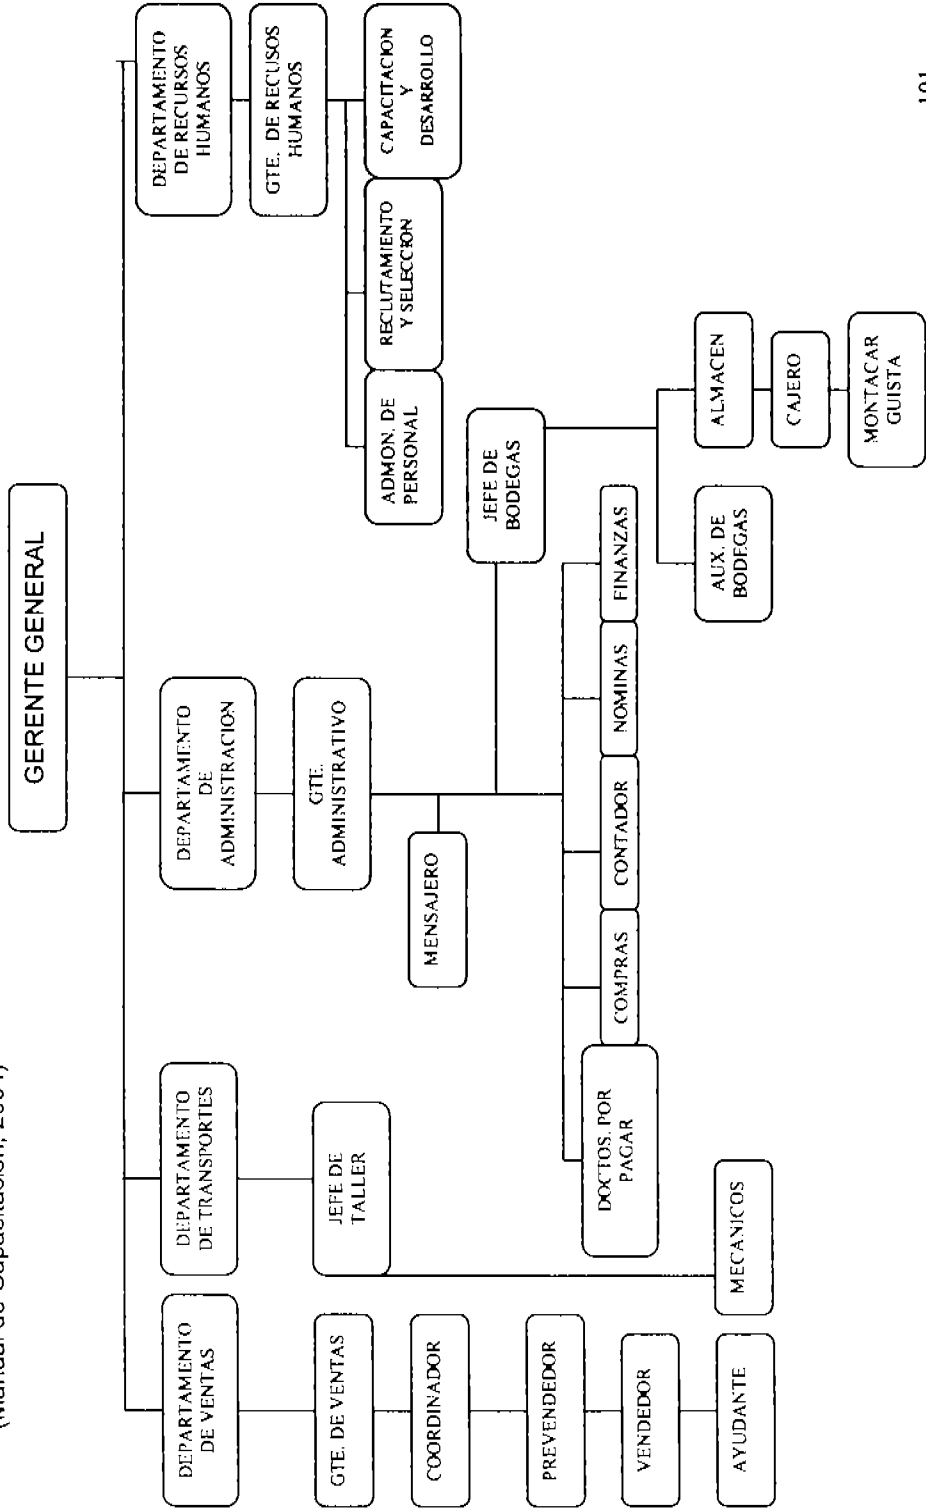 (Manual de Capacitación, 2001)
GERENTE GENERAL
DEPARTAMENTO
DE VENTAS
DEPARTAMENTO
DE TRANSPORTES
DEPARTAMENTO
DE
ADMINISTRACION
DEPARTAMENTO
DE RECURSOS
HUMANOS
GTE. DE VENTAS
JEFE DE
TALLER
GTE.
ADMINISTRATIVO
GTE. DE RECUSOS
HUMANOS
COORDINADOR
MENSAJERO
ADMON. DE
PERSONAL
RECLUTAMIENTO
Y SELECCION
CAPACITACION
Y
DESARROLLO
PREVENDEDOR
JEFE DE
BODEGAS
VENDEDOR
DOCTOS. POR
PAGAR
COMPRAS
CONTADOR
NOMINAS
FINANZAS
AYUDANTE
MECANICOS
AUX. DE
BODEGAS
ALMACEN
CAJERO
MONTACAR
GUISTA